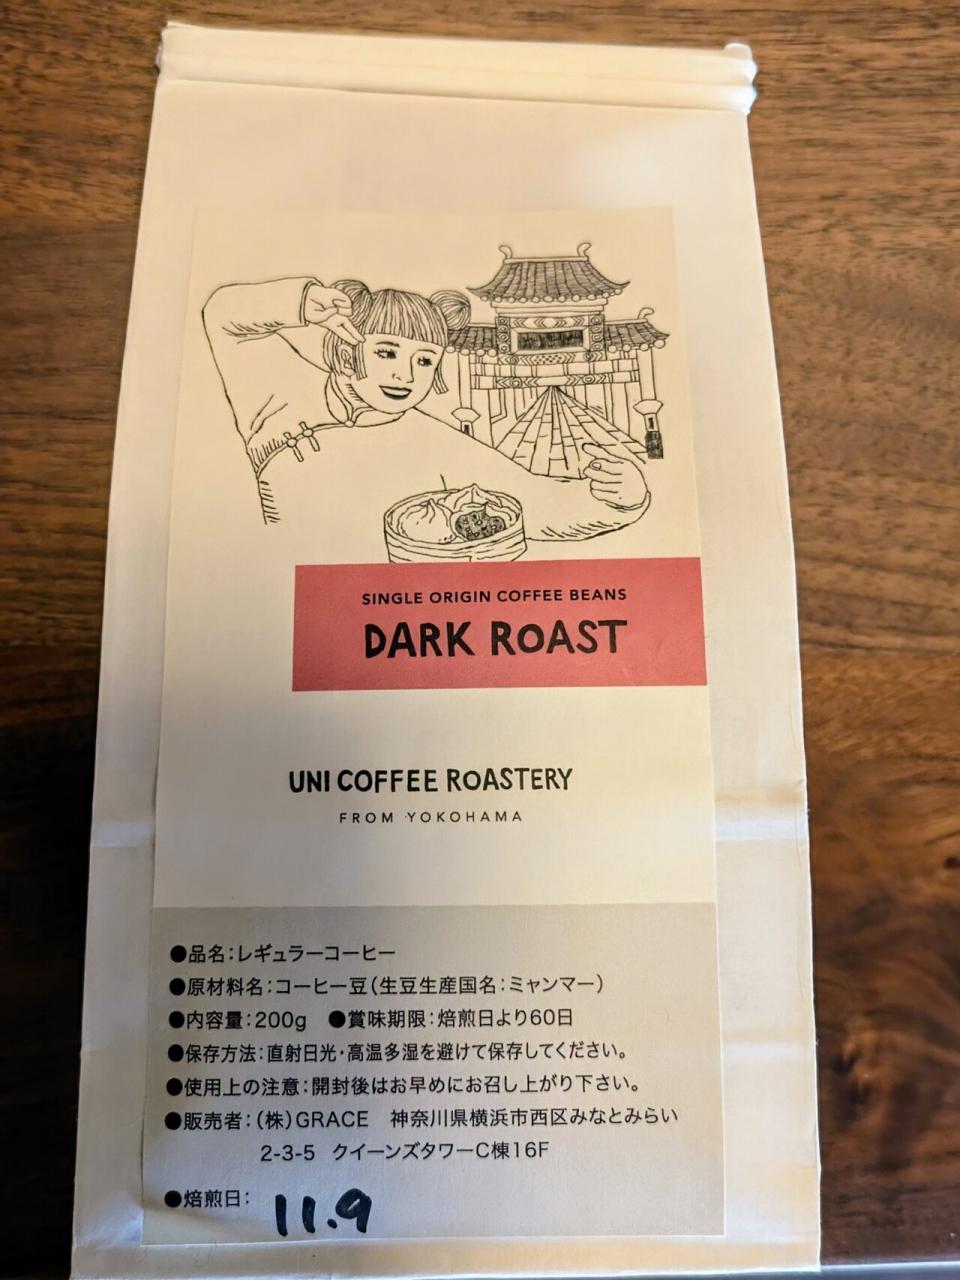 SINGLE ORIGIN COFFEE BEANS
DARK ROAST
UNI COFFEE ROASTERY
FROM YOKOHAMA
●品名：レギュラーコーヒー
●原材料名：コーヒー豆（生豆生産国名：ミャンマー）
●内容量：200g ●賞味期限：焙煎日より60日
●保存方法：直射日光・高温多湿を避けて保存してください。
●使用上の注意：開封後はお早めにお召し上がり下さい。
●販売者：（株）GRACE 神奈川県横浜市西区みなとみらい
2-3-5 クイーンズタワーC棟16F
●焙煎日： 11.9